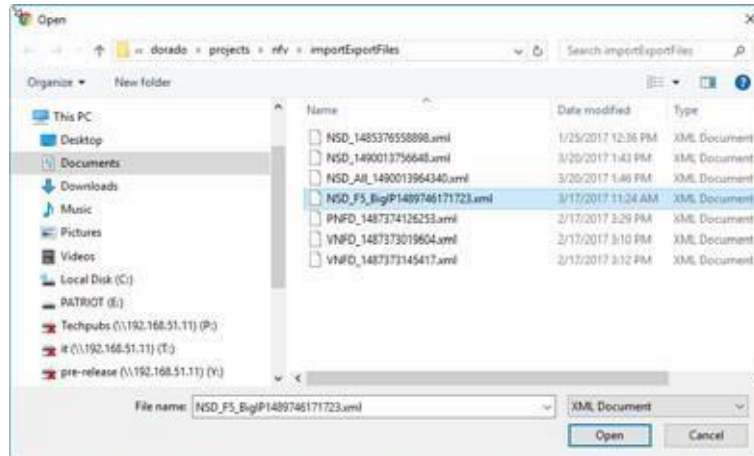 Open
« dorado › projects › nfv › importExportFiles
Search importExportFiles
Organize
New folder
Name
Date modified
Type
This PC
Desktop
Documents
Downloads
Music
Pictures
Videos
Local Disk (C:)
PATRIOT (E:)
Techpubs (\\192.168.51.11) (P:)
it (\\192.168.51.11) (T:)
pre-release (\\192.168.51.11) (Y:)
NSD_1485376558898.xml 1/25/2017 12:36 PM XML Document
NSD_1490013756648.xml 3/20/2017 1:43 PM XML Document
NSD_All_1490013964340.xml 3/20/2017 1:46 PM XML Document
NSD_F5_BigIP1489746171723.xml 3/17/2017 11:24 AM XML Document
PNFD_1487374126253.xml 2/17/2017 3:29 PM XML Document
VNFD_1487373019604.xml 2/17/2017 3:10 PM XML Document
VNFD_1487373145417.xml 2/17/2017 3:12 PM XML Document
File name: NSD_F5_BigIP1489746171723.xml
XML Document
Open
Cancel